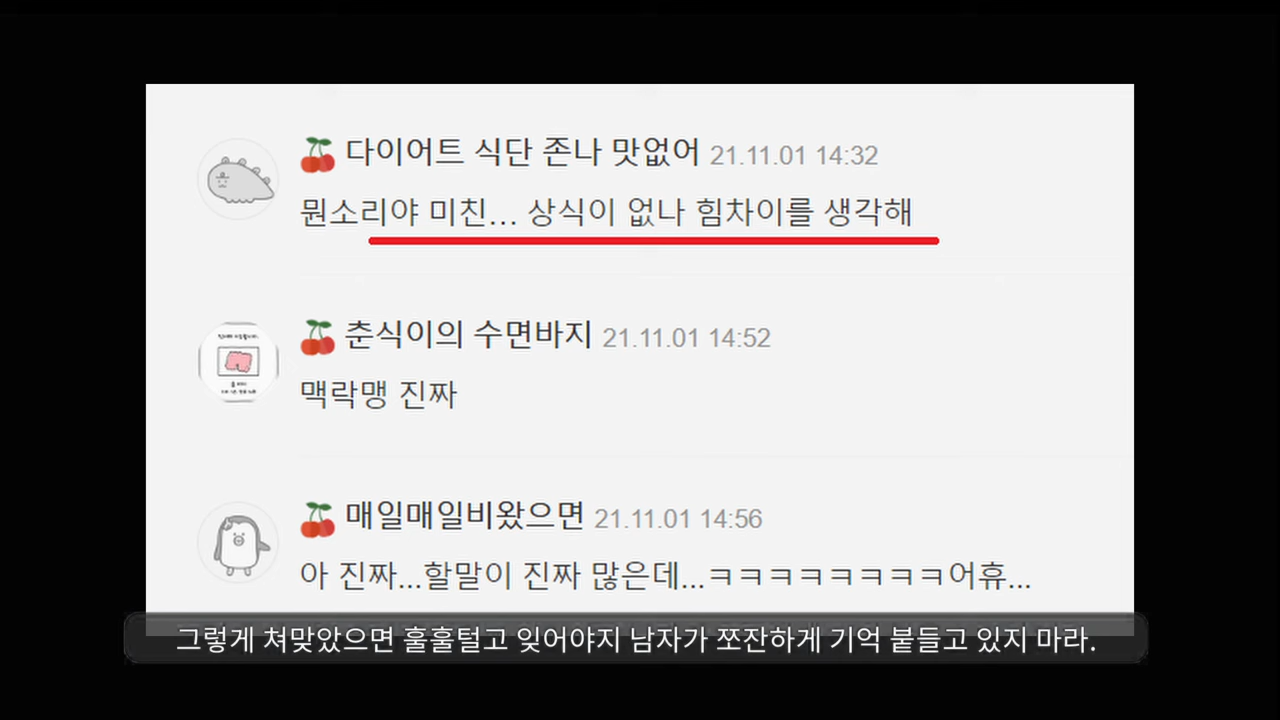 다이어트 식단 존나 맛없어 21.11.01 14:32
뭔소리야 미친... 상식이 없나 힘차이를 생각해
춘식이의 수면바지 21.11.01 14:52
맥락맹 진짜
매일매일비왔으면 21.11.01 14:56
아 진짜...할말이 진짜 많은데...ㅋㅋㅋㅋㅋㅋㅋㅋ어휴...
그렇게 쳐맞았으면 훌훌털고 잊어야지 남자가 쪼잔하게 기억 붙들고 있지 마라.